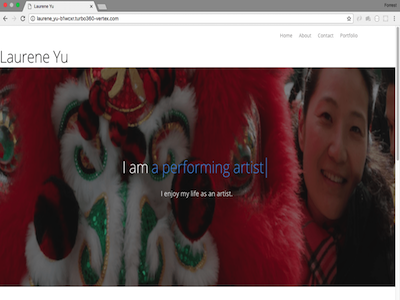 Laurene Yu
laurene_yu-bfwcxr.turbo360-vertex.com
Home About Contact Portfolio
Laurene Yu
I am a performing artist
I enjoy my life as an artist.